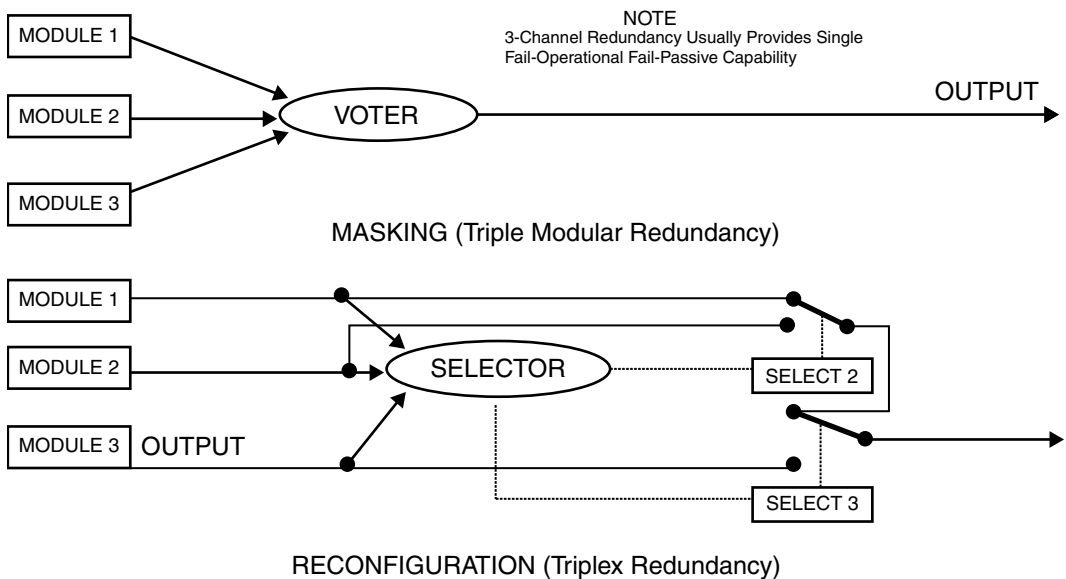 NOTE
3-Channel Redundancy Usually Provides Single
Fail-Operational Fail-Passive Capability
MODULE 1
MODULE 2
MODULE 3
VOTER
OUTPUT
MASKING (Triple Modular Redundancy)
MODULE 1
MODULE 2
MODULE 3
OUTPUT
SELECTOR
SELECT 2
SELECT 3
RECONFIGURATION (Triplex Redundancy)